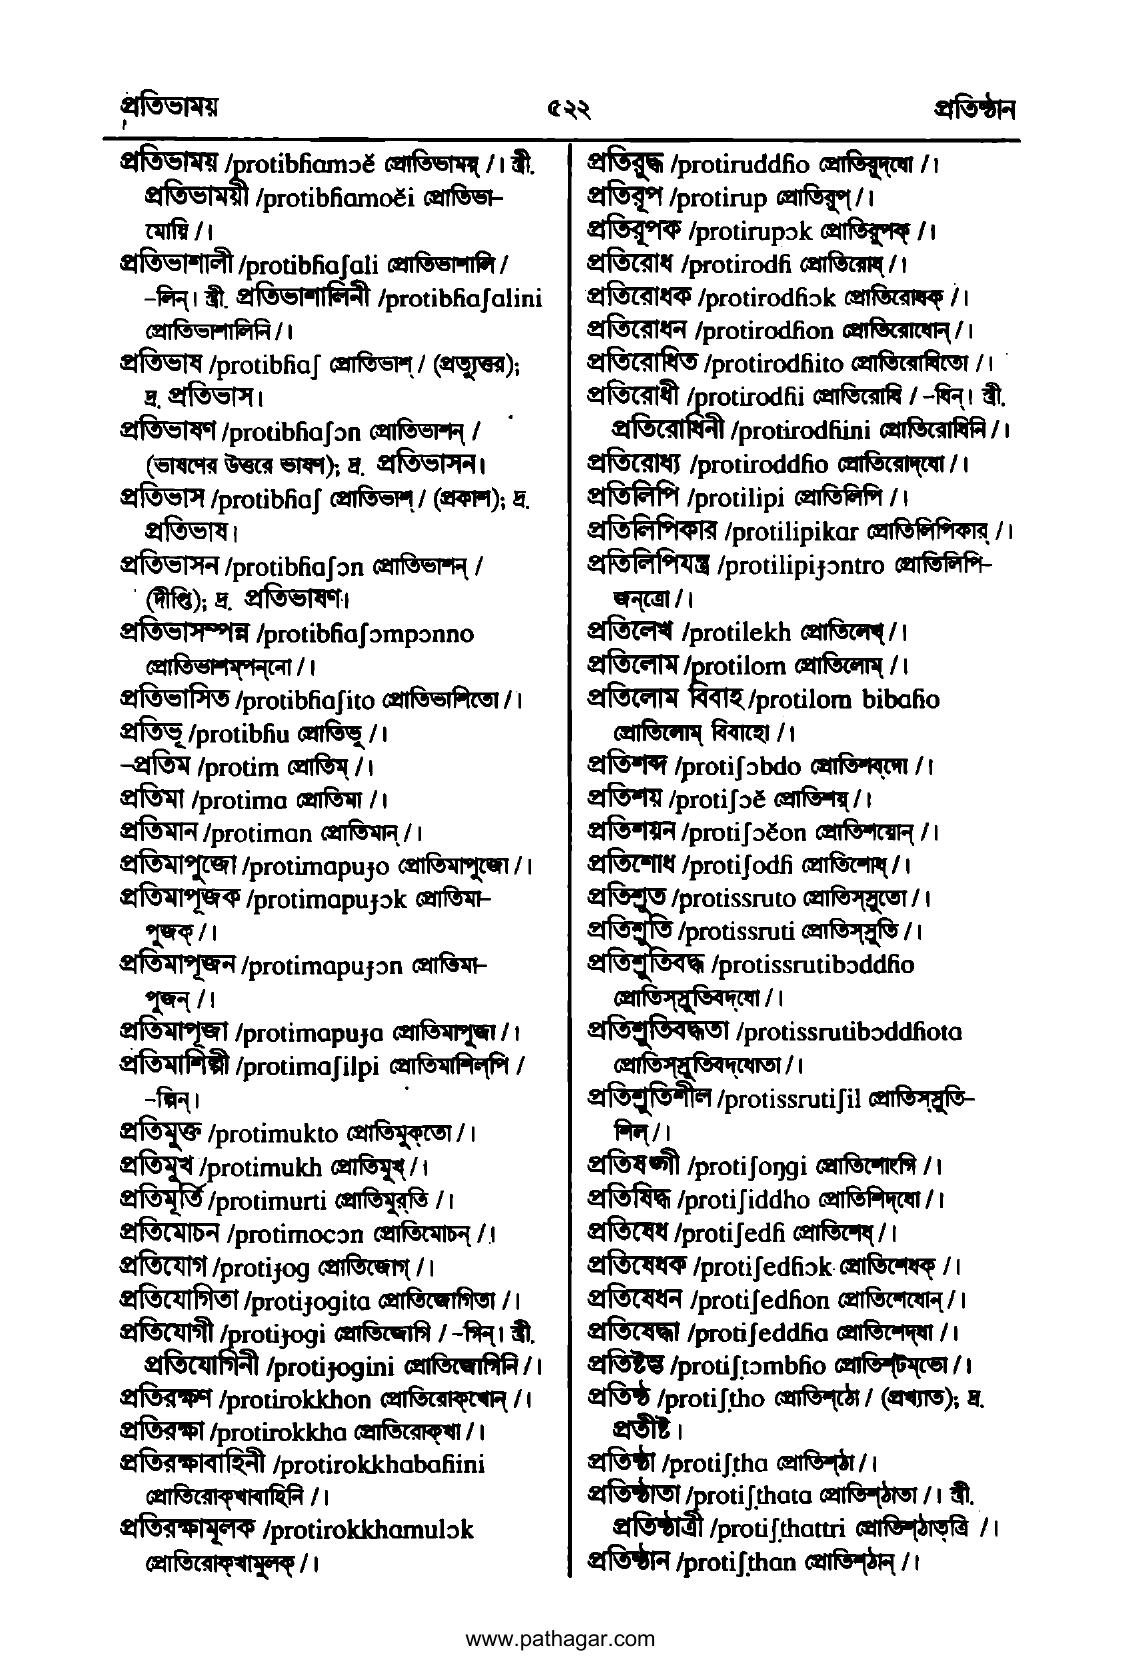 প্রতিভাময়
৫২২
প্রতিষ্ঠান
প্রতিভাময় /protibɦamɔĕ প্রোতিভাময়্ /। স্ত্রী.
প্রতিভাময়ী /protibɦamoĕi প্রোতিভা-
মোয়ি /।
প্রতিভাশালী /protibɦaʃali প্রোতিভাশালি /
-লিন্। স্ত্রী. প্রতিভাশালিনী /protibɦaʃalini
প্রোতিভাশালিনি /।
প্রতিভাষ /protibɦaʃ প্রোতিভাশ্ / (প্রত্যুত্তর);
দ্র. প্রতিভাস।
প্রতিভাষণ /protibɦaʃɔn প্রোতিভাশন্ /
(ভাষণের উত্তরে ভাষণ); দ্র. প্রতিভাসন।
প্রতিভাস /protibɦaʃ প্রোতিভাশ্ / (প্রকাশ); দ্র.
প্রতিভাষ।
প্রতিভাসন /protibɦaʃɔn প্রোতিভাশন্ /
(দীপ্তি); দ্র. প্রতিভাষণ।
প্রতিভাসম্পন্ন /protibɦaʃɔmpɔnno
প্রোতিভাশম্পন্‌নো /।
প্রতিভাসিত /protibɦaʃito প্রোতিভাশিতো /।
প্রতিভূ /protibɦu প্রোতিভু /।
-প্রতিম /protim প্রোতিম্ /।
প্রতিমা /protima প্রোতিমা /।
প্রতিমান /protiman প্রোতিমান্ /।
প্রতিমাপুজো /protimapuɟo প্রোতিমাপুজো /।
প্রতিমাপূজক /protimapuɟɔk প্রোতিমা-
পুজক্ /।
প্রতিমাপূজন /protimapuɟɔn প্রোতিমা-
পুজন্ /।
প্রতিমাপূজা /protimapuɟa প্রোতিমাপুজা /।
প্রতিমাশিল্পী /protimaʃilpi প্রোতিমাশিল্‌পি /
-ল্পিন্।
প্রতিমুক্ত /protimukto প্রোতিমুক্‌তো /।
প্রতিমুখ /protimukh প্রোতিমুখ্ /।
প্রতিমূর্তি /protimurti প্রোতিমুর্‌তি /।
প্রতিমোচন /protimocɔn প্রোতিমোচন্ /।
প্রতিযোগ /protiɟog প্রোতিজোগ্ /।
প্রতিযোগিতা /protiɟogita প্রোতিজোগিতা /।
প্রতিযোগী /protiɟogi প্রোতিজোগি / -গিন্। স্ত্রী.
প্রতিযোগিনী /protiɟogini প্রোতিজোগিনি /।
প্রতিরক্ষণ /protirokkhon প্রোতিরোক্‌খোন্ /।
প্রতিরক্ষা /protirokkha প্রোতিরোক্‌খা /।
প্রতিরক্ষাবাহিনী /protirokkhabaɦini
প্রোতিরোক্‌খাবাহিনি /।
প্রতিরক্ষামূলক /protirokkhamulɔk
প্রোতিরোক্‌খামুলক্ /।
প্রতিরুদ্ধ /protiruddɦo প্রোতিরুদ্‌ধো /।
প্রতিরূপ /protirup প্রোতিরুপ্ /।
প্রতিরূপক /protirupɔk প্রোতিরুপক্ /।
প্রতিরোধ /protirodɦ প্রোতিরোধ্ /।
প্রতিরোধক /protirodɦɔk প্রোতিরোধক্ /।
প্রতিরোধন /protirodɦon প্রোতিরোধোন্ /।
প্রতিরোধিত /protirodɦito প্রোতিরোধিতো /।
প্রতিরোধী /protirodɦi প্রোতিরোধি / -ধিন্। স্ত্রী.
প্রতিরোধিনী /protirodɦini প্রোতিরোধিনি /।
প্রতিরোধ্য /protiroddɦo প্রোতিরোদ্‌ধো /।
প্রতিলিপি /protilipi প্রোতিলিপি /।
প্রতিলিপিকার /protilipikar প্রোতিলিপিকার্ /।
প্রতিলিপিযন্ত্র /protilipiɟɔntro প্রোতিলিপি-
জন্‌ত্রো /।
প্রতিলেখ /protilekh প্রোতিলেখ্ /।
প্রতিলোম /protilom প্রোতিলোম্ /।
প্রতিলোম বিবাহ /protilom bibaɦo
প্রোতিলোম্ বিবাহো /।
প্রতিশব্দ /protiʃɔbdo প্রোতিশব্‌দো /।
প্রতিশয় /protiʃɔĕ প্রোতিশয়্ /।
প্রতিশয়ন /protiʃɔĕon প্রোতিশয়োন্ /।
প্রতিশোধ /protiʃodɦ প্রোতিশোধ্ /।
প্রতিশ্রুত /protissruto প্রোতিস্‌স্রুতো /।
প্রতিশ্রুতি /protissruti প্রোতিস্‌স্রুতি /।
প্রতিশ্রুতিবদ্ধ /protissrutibɔddɦo
প্রোতিস্‌স্রুতিবদ্‌ধো /।
প্রতিশ্রুতিবদ্ধতা /protissrutibɔddɦota
প্রোতিস্‌স্রুতিবদ্‌ধোতা /।
প্রতিশ্রুতিশীল /protissrutiʃil প্রোতিস্‌স্রুতি-
শিল্ /।
প্রতিষঙ্গী /protiʃoŋgi প্রোতিশোংগি /।
প্রতিষিদ্ধ /protiʃiddho প্রোতিশিদ্‌ধো /।
প্রতিষেধ /protiʃedɦ প্রোতিশেধ্ /।
প্রতিষেধক /protiʃedɦɔk প্রোতিশেধক্ /।
প্রতিষেধন /protiʃedɦon প্রোতিশেধোন্ /।
প্রতিষেদ্ধা /protiʃeddɦa প্রোতিশেদ্‌ধা /।
প্রতিষ্টম্ভ /protiʃṭɔmbɦo প্রোতিশ্‌টম্‌ভো /।
প্রতিষ্ঠ /protiʃṭho প্রোতিশ্‌ঠো / (প্রখ্যাত); দ্র.
প্রতীষ্ট।
প্রতিষ্ঠা /protiʃṭha প্রোতিশ্‌ঠা /।
প্রতিষ্ঠাতা /protiʃṭhata প্রোতিশ্‌ঠাতা /। স্ত্রী.
প্রতিষ্ঠাত্রী /protiʃṭhattri প্রোতিশ্‌ঠাত্‌ত্রি /।
প্রতিষ্ঠান /protiʃṭhan প্রোতিশ্‌ঠান্ /।
www.pathagar.com